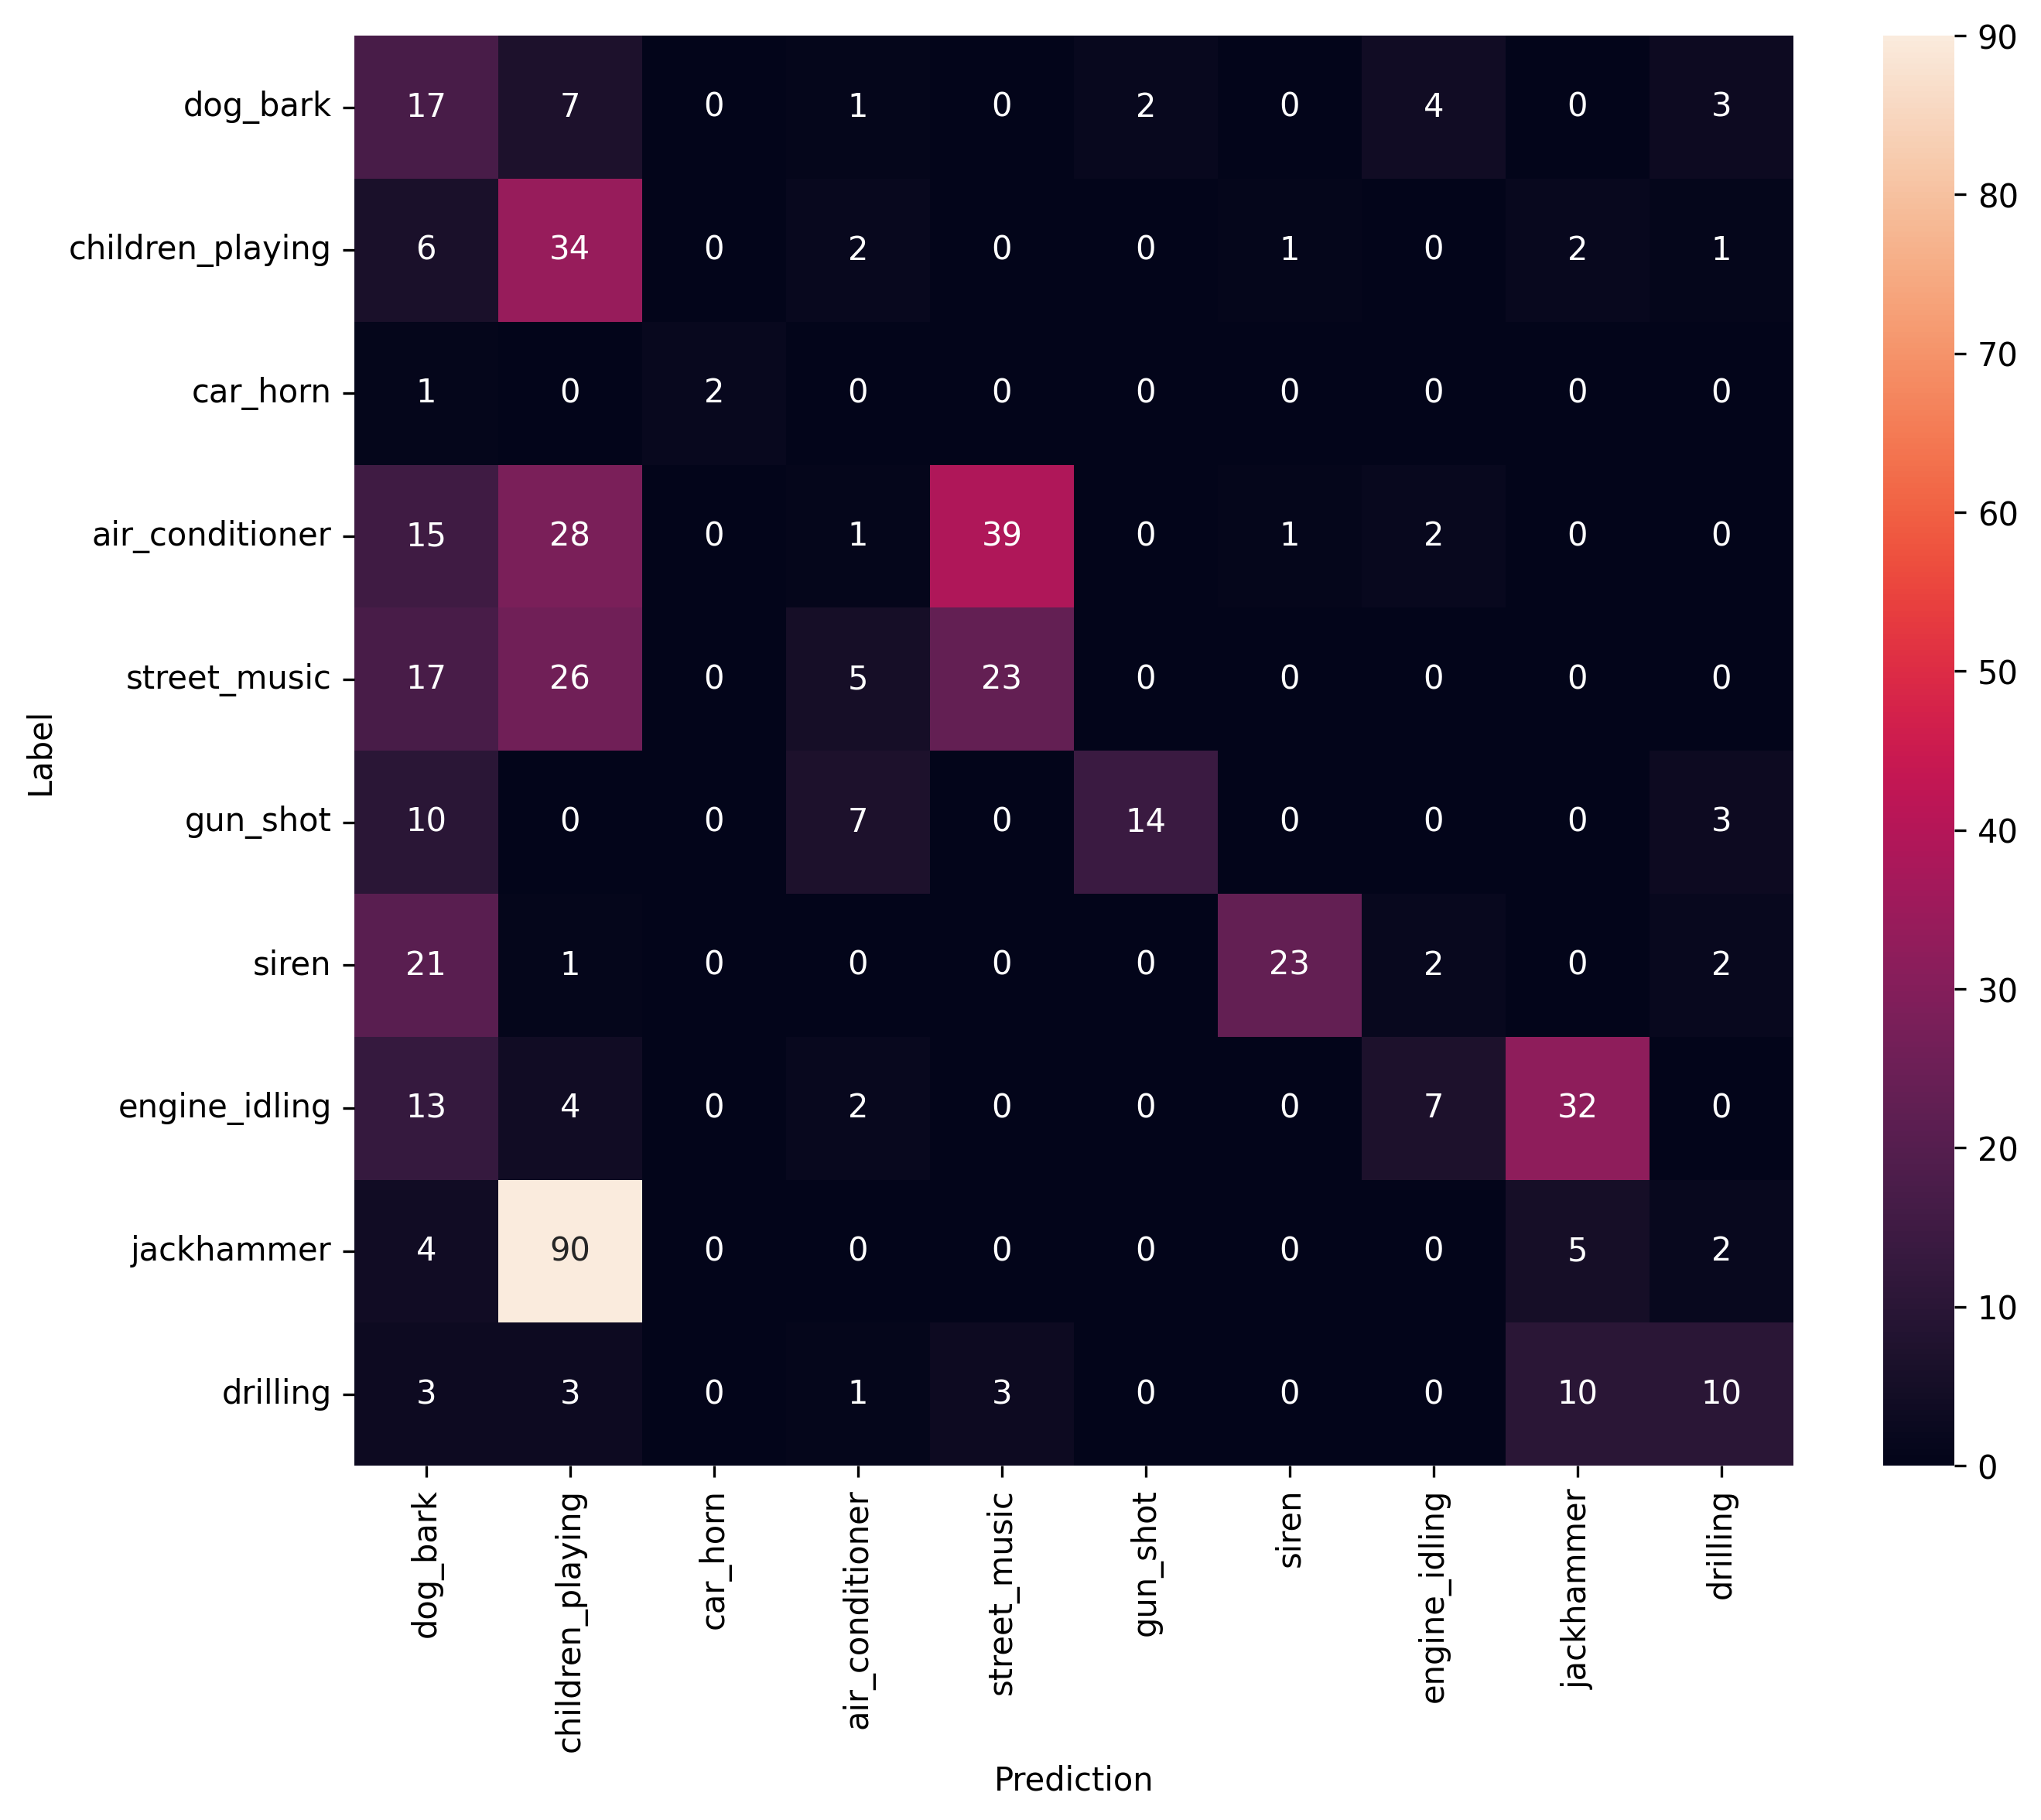 dog_bark 17 7 0 1 0 2 0 4 0 3
children_playing 6 34 0 2 0 0 1 0 2 1
car_horn 1 0 2 0 0 0 0 0 0 0
air_conditioner 15 28 0 1 39 0 1 2 0 0
street_music 17 26 0 5 23 0 0 0 0 0
gun_shot 10 0 0 7 0 14 0 0 0 3
siren 21 1 0 0 0 0 23 2 0 2
engine_idling 13 4 0 2 0 0 0 7 32 0
jackhammer 4 90 0 0 0 0 0 0 5 2
drilling 3 3 0 1 3 0 0 0 10 10
Label
dog_bark
children_playing
car_horn
air_conditioner
street_music
gun_shot
siren
engine_idling
jackhammer
drilling
Prediction
90
80
70
60
50
40
30
20
10
0